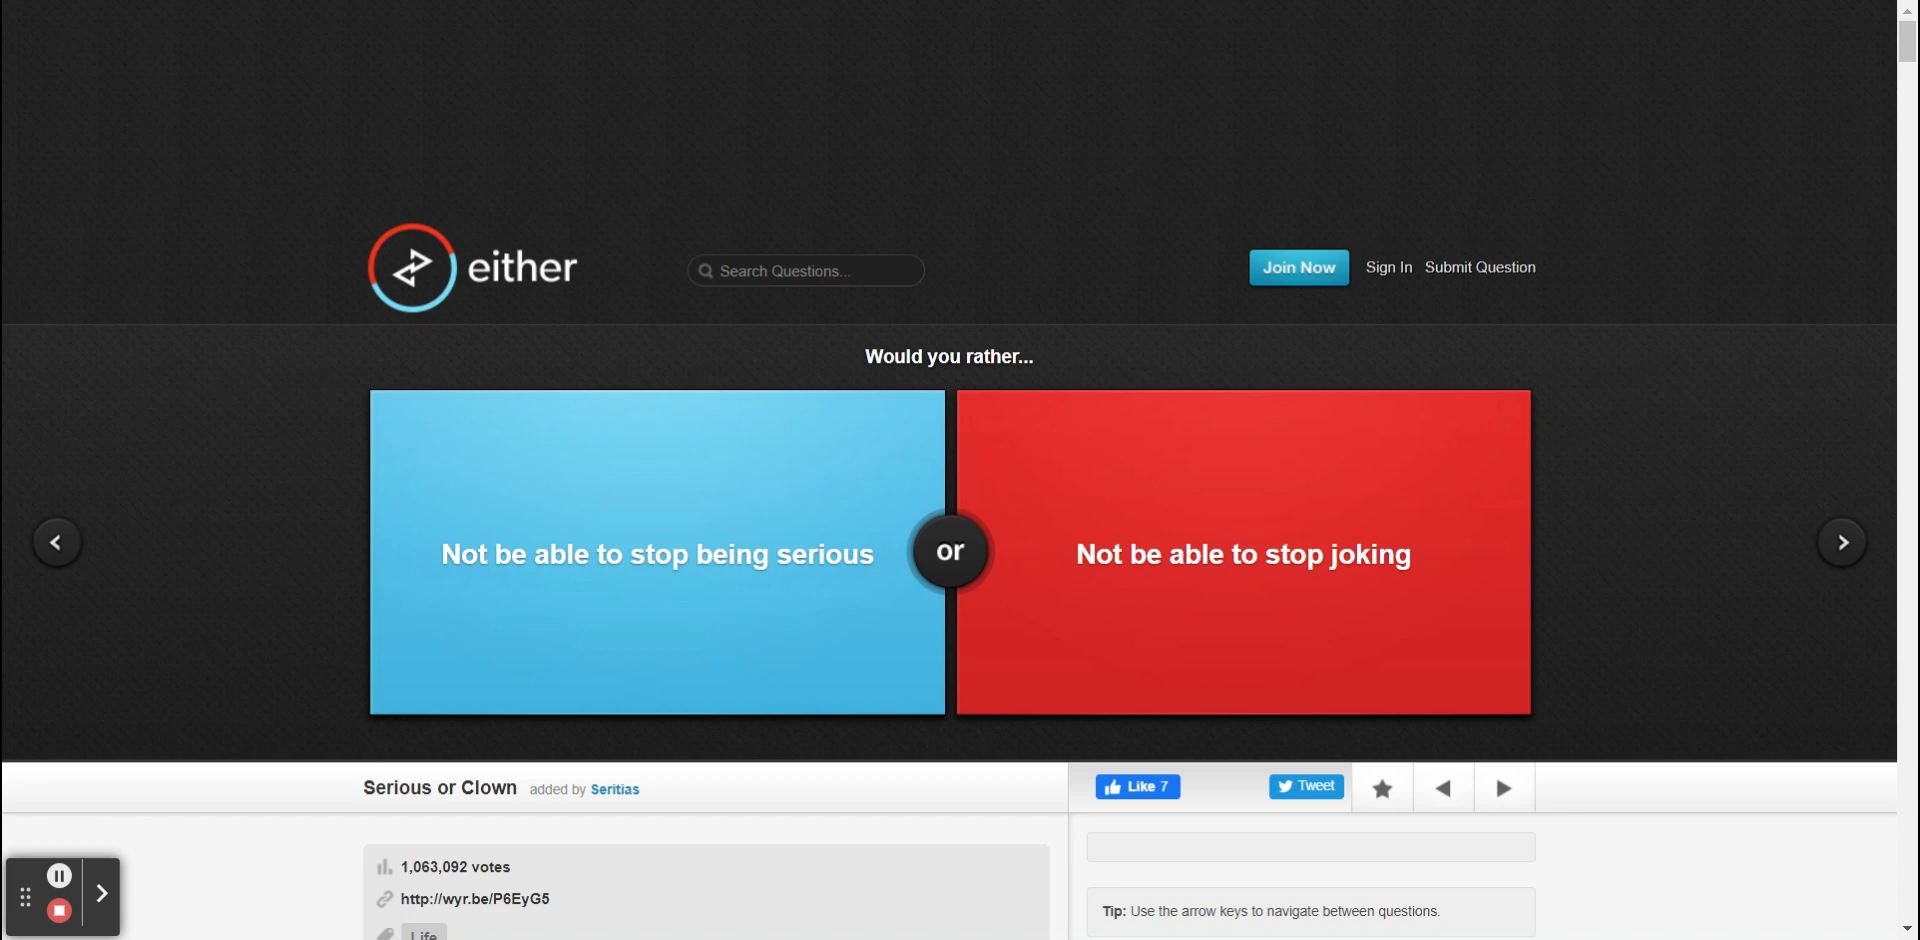 either
Search Questions...
Join Now
Sign In
Submit Question
Would you rather...
Not be able to stop being serious
or
Not be able to stop joking
Serious or Clown added by Seritias
Like 7
Tweet
1,063,092 votes
http://wyr.be/P6EyG5
Life
Tip: Use the arrow keys to navigate between questions.